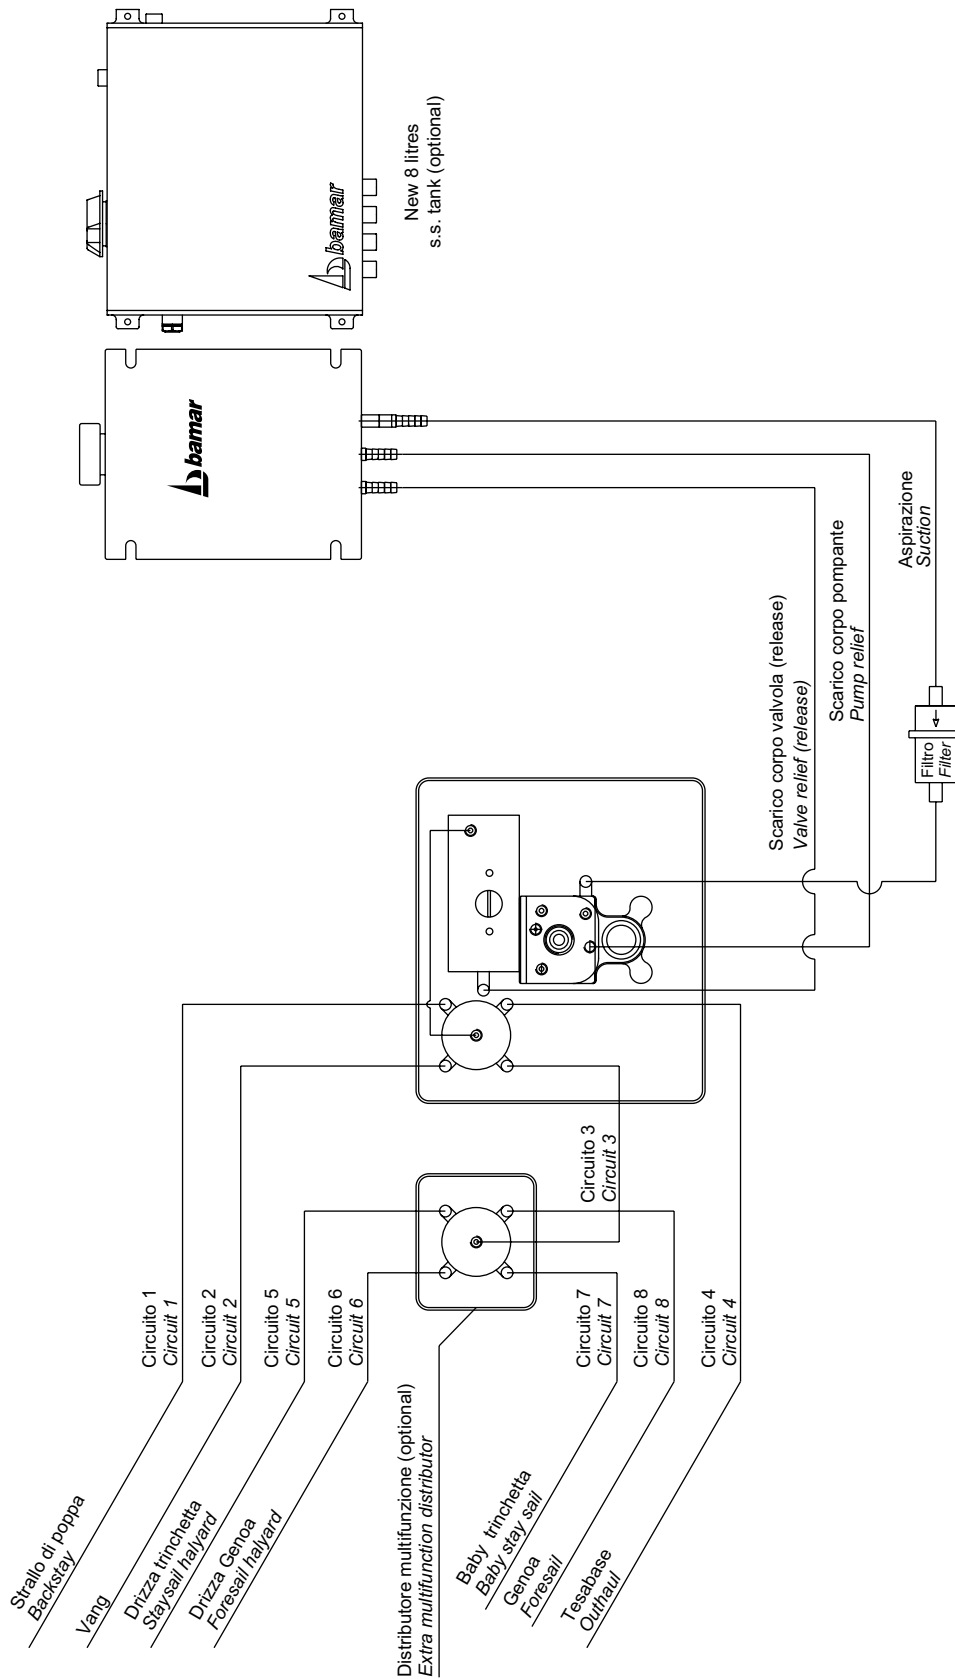 bamar
New 8 litres
s.s. tank (optional)
bamar
Aspirazione
Suction
Scarico corpo pompante
Pump relief
Scarico corpo valvola (release)
Valve relief (release)
Filtro
Filter
Circuito 3
Circuit 3
Circuito 1
Circuit 1
Circuito 2
Circuit 2
Circuito 5
Circuit 5
Circuito 6
Circuit 6
Circuito 7
Circuit 7
Circuito 8
Circuit 8
Circuito 4
Circuit 4
Strallo di poppa
Backstay
Vang
Drizza trinchetta
Staysail halyard
Drizza Genoa
Foresail halyard
Distributore multifunzione (optional)
Extra multifunction distributor
Baby trinchetta
Baby stay sail
Genoa
Foresail
Tesabase
Outhaul